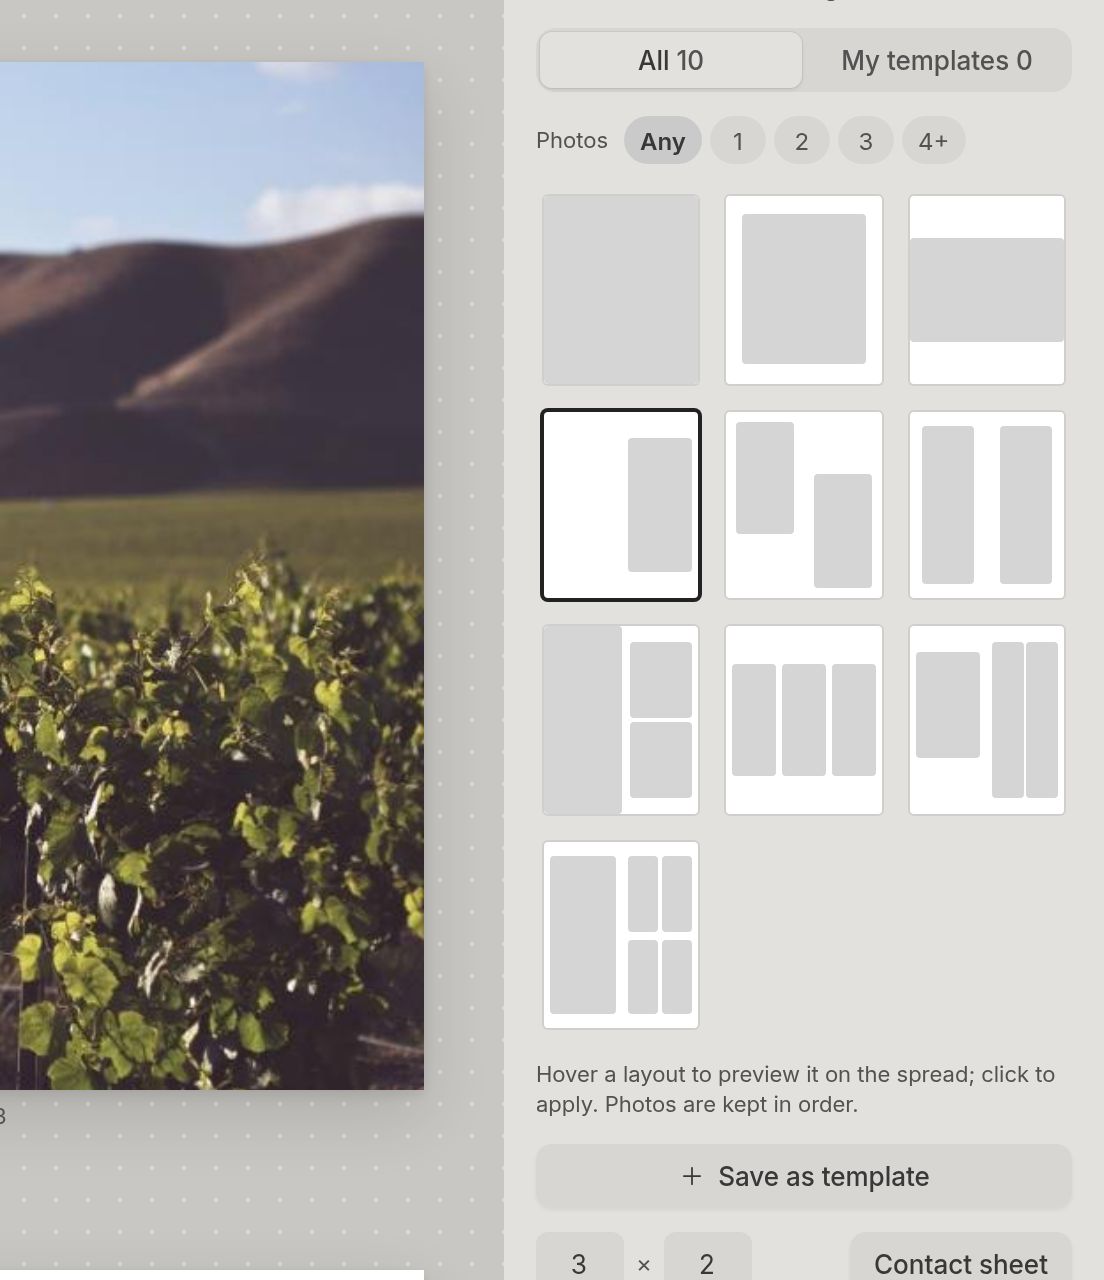 All 10
My templates 0
Photos
Any
1
2
3
4+
Hover a layout to preview it on the spread; click to
apply. Photos are kept in order.
+ Save as template
3 × 2
Contact sheet